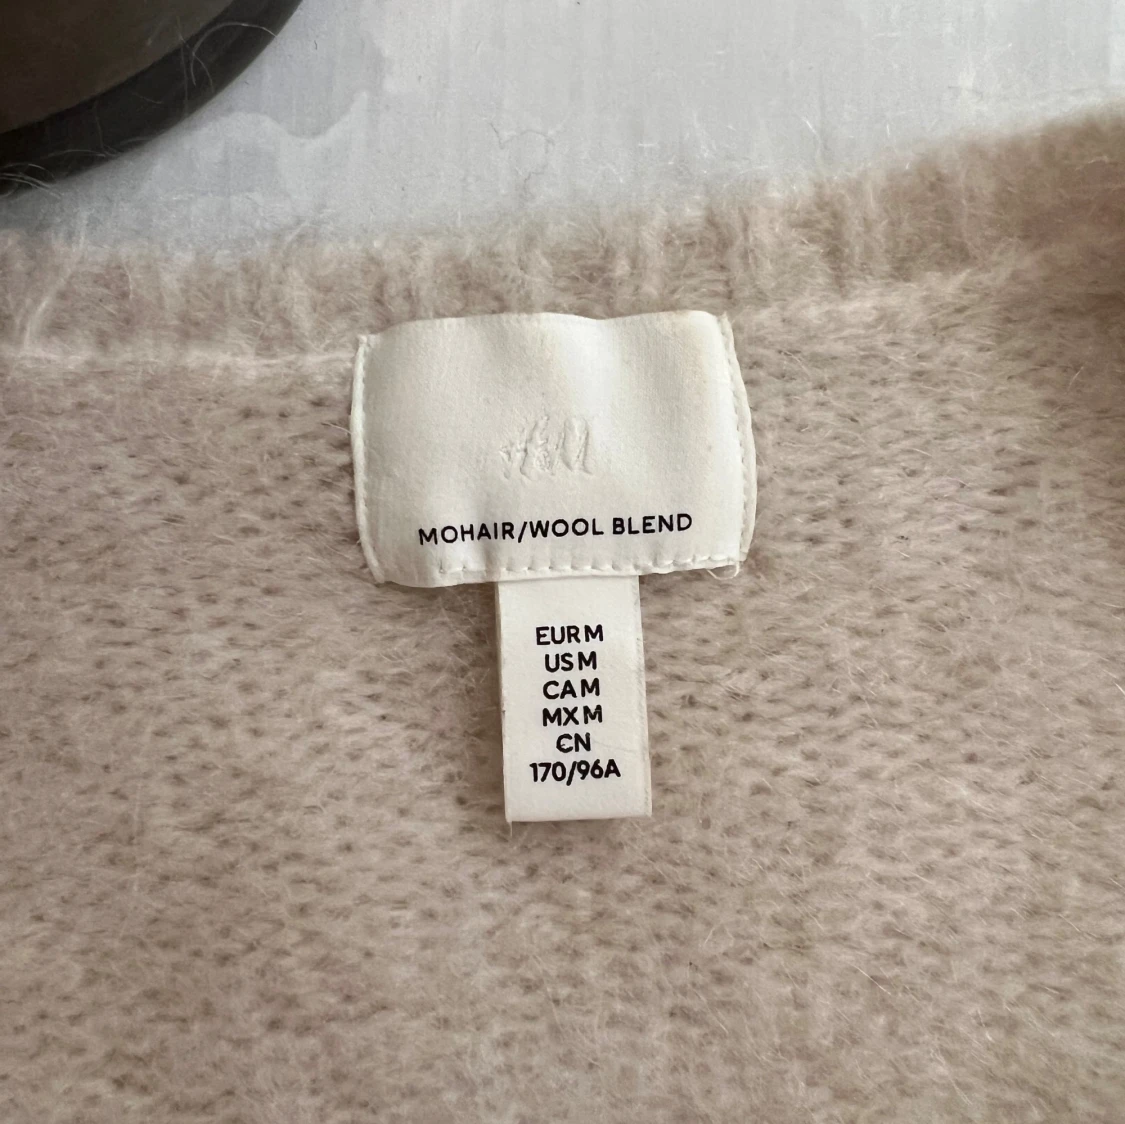 H&M
MOHAIR/WOOL BLEND
EUR M
US M
CA M
MX M
CN
170/96A